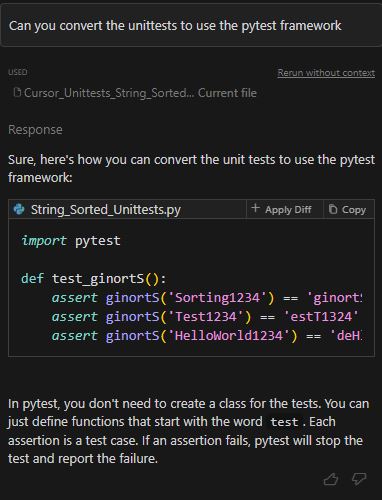 Can you convert the unittests to use the pytest framework
USED
Rerun without context
Cursor_Unittests_String_Sorted... Current file
Response
Sure, here's how you can convert the unit tests to use the pytest
framework:
String_Sorted_Unittests.py
+ Apply Diff
Copy
import pytest
def test_ginortS():
assert ginortS('Sorting1234') == 'ginortS
assert ginortS('Test1234') == 'estT1324'
assert ginortS('HelloWorld1234') == 'deHl
In pytest, you don't need to create a class for the tests. You can
just define functions that start with the word test. Each
assertion is a test case. If an assertion fails, pytest will stop the
test and report the failure.